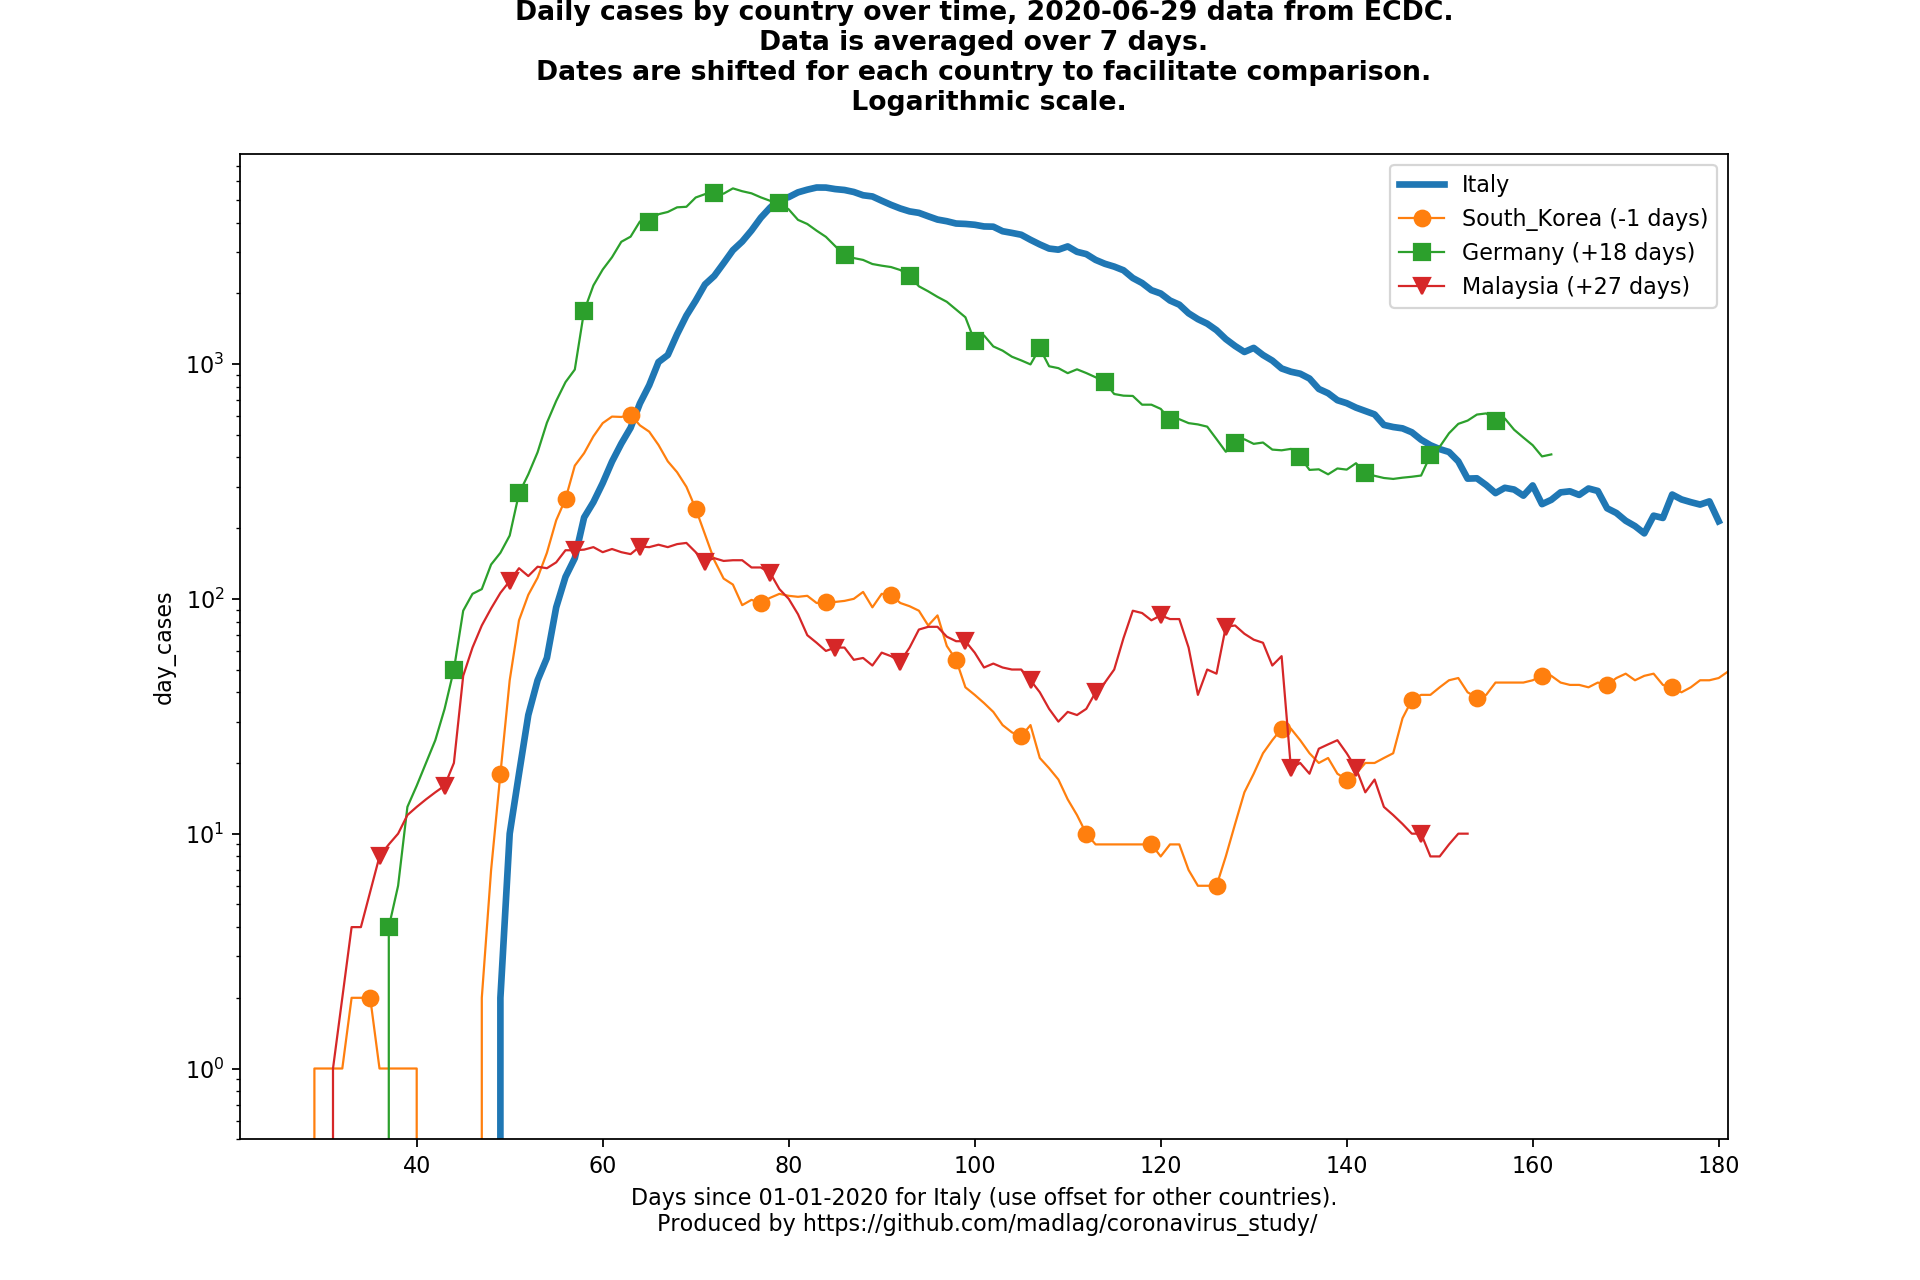 Daily cases by country over time, 2020-06-29 data from ECDC.
Data is averaged over 7 days.
Dates are shifted for each country to facilitate comparison.
Logarithmic scale.
Italy
South_Korea (-1 days)
Germany (+18 days)
Malaysia (+27 days)
day_cases
10³
10²
10¹
10⁰
40 60 80 100 120 140 160 180
Days since 01-01-2020 for Italy (use offset for other countries).
Produced by https://github.com/madlag/coronavirus_study/